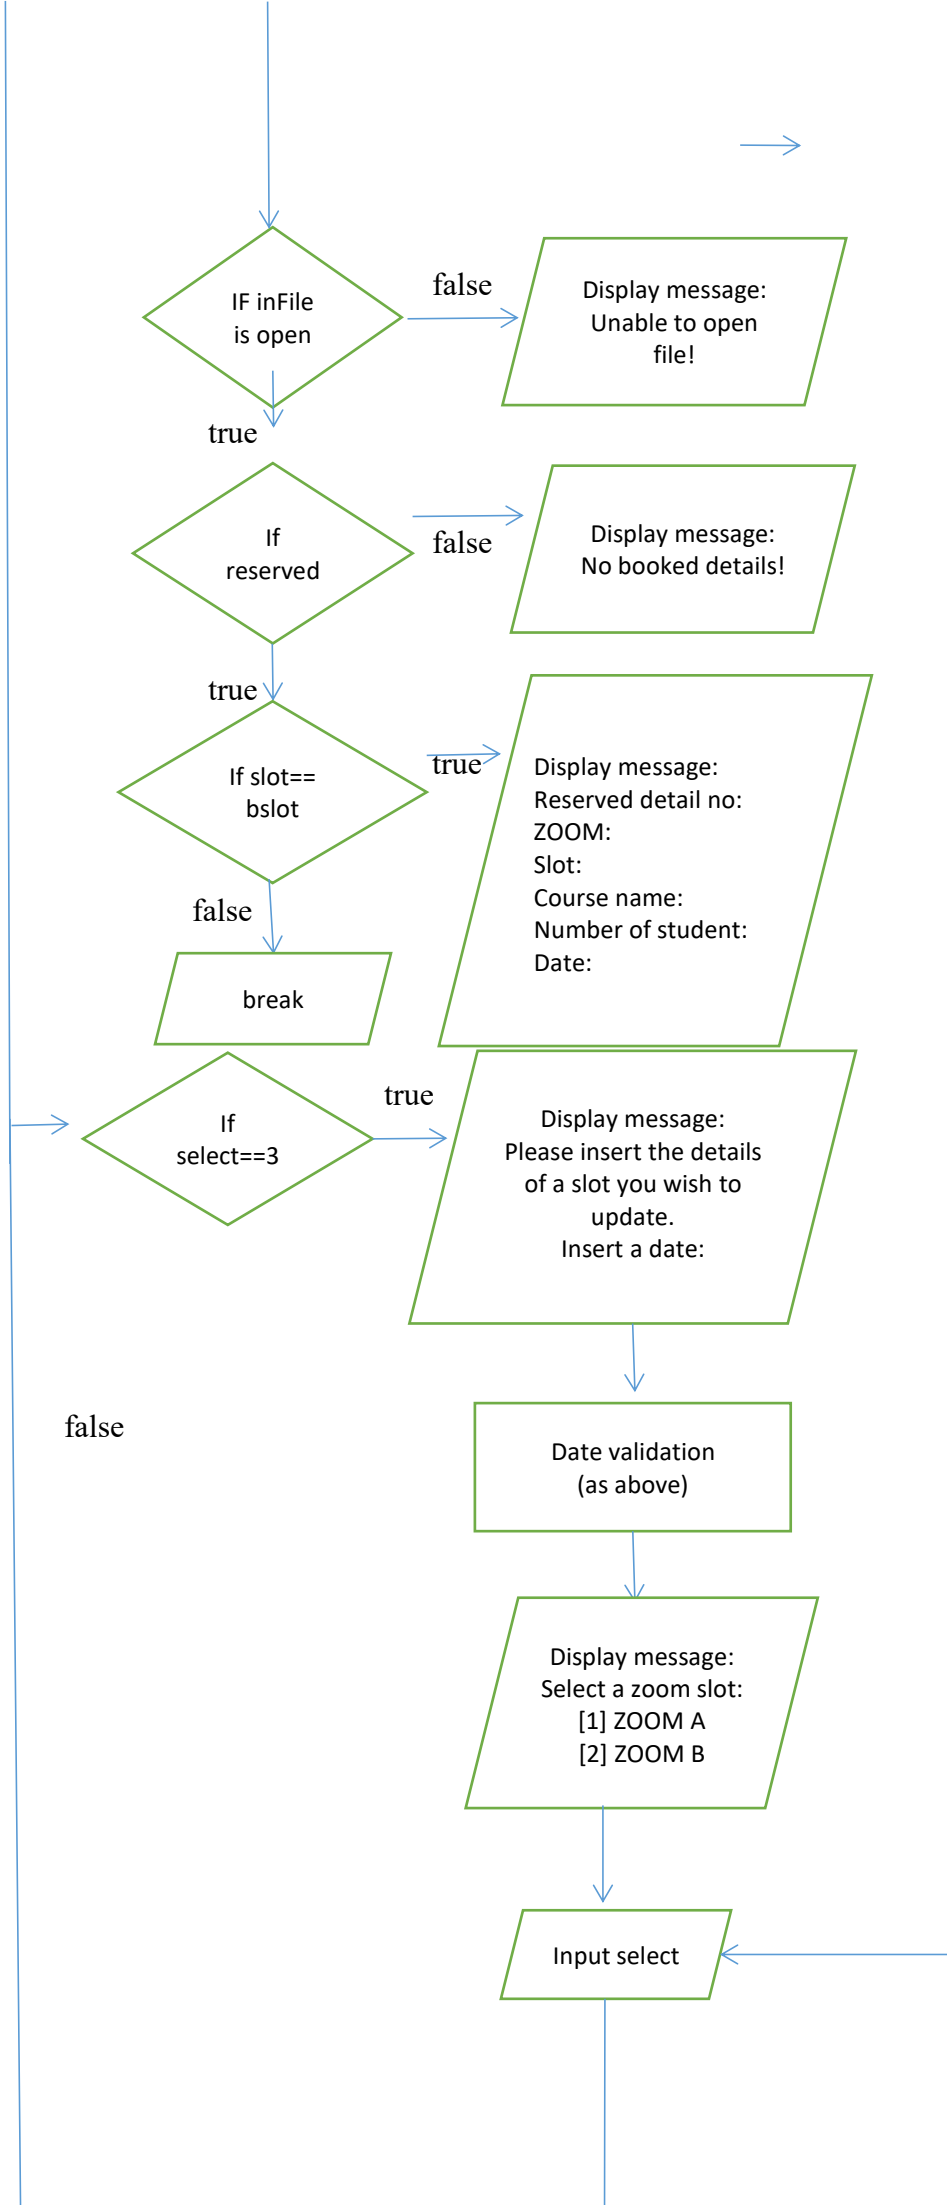 IF inFile
is open
false
Display message:
Unable to open
file!
true
If
reserved
false
Display message:
No booked details!
true
If slot==
bslot
true
Display message:
Reserved detail no:
ZOOM:
Slot:
Course name:
Number of student:
Date:
false
break
If
select==3
true
Display message:
Please insert the details
of a slot you wish to
update.
Insert a date:
false
Date validation
(as above)
Display message:
Select a zoom slot:
[1] ZOOM A
[2] ZOOM B
Input select